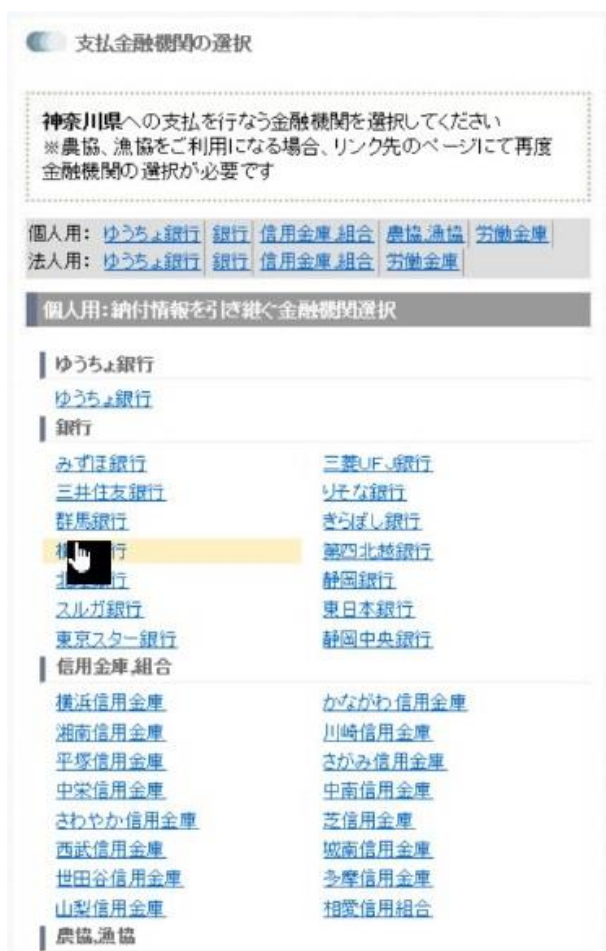 支払金融機関の選択
神奈川県への支払を行なう金融機関を選択してください
※農協、漁協をご利用になる場合、リンク先のページにて再度
金融機関の選択が必要です
個人用: ゆうちょ銀行 銀行 信用金庫,組合 農協,漁協 労働金庫
法人用: ゆうちょ銀行 銀行 信用金庫,組合 労働金庫
個人用:納付情報を引き継ぐ金融機関選択
ゆうちょ銀行
ゆうちょ銀行
銀行
みずほ銀行 三菱UFJ銀行
三井住友銀行 りそな銀行
群馬銀行 きらぼし銀行
行 第四北越銀行
銀行 静岡銀行
スルガ銀行 東日本銀行
東京スター銀行 静岡中央銀行
信用金庫,組合
横浜信用金庫 かながわ信用金庫
湘南信用金庫 川崎信用金庫
平塚信用金庫 さがみ信用金庫
中栄信用金庫 中南信用金庫
さわやか信用金庫 芝信用金庫
西武信用金庫 城南信用金庫
世田谷信用金庫 多摩信用金庫
山梨信用金庫 相愛信用組合
農協,漁協